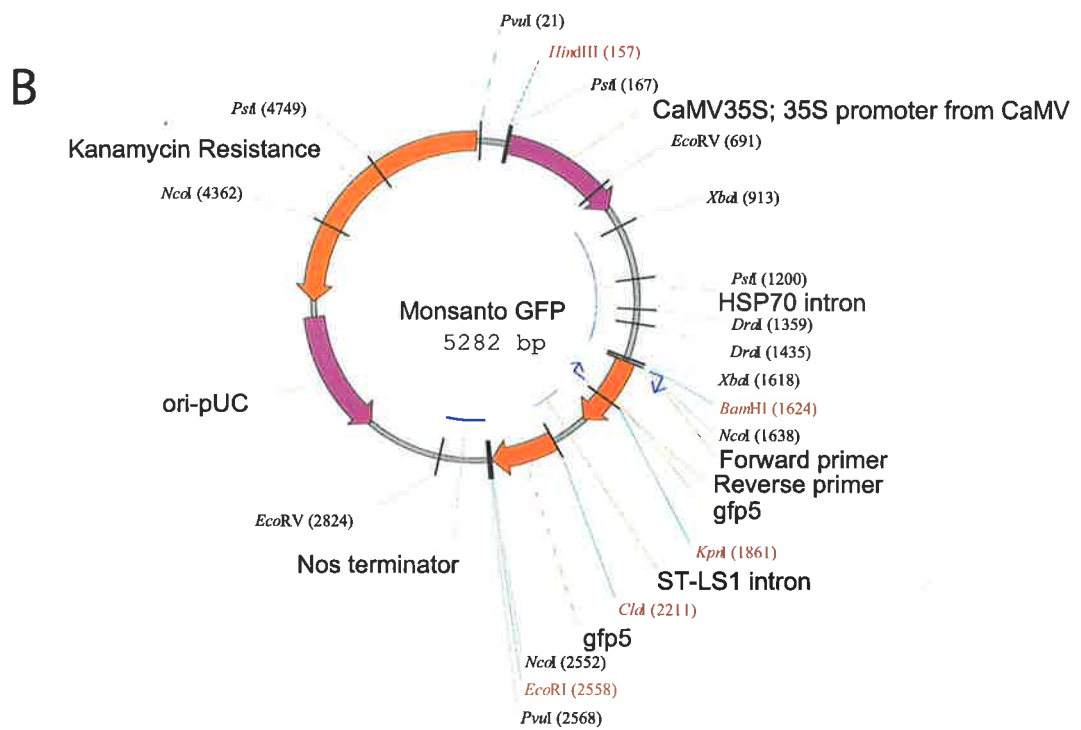 B
PvuI (21)
HindIII (157)
PstI (167)
CaMV35S; 35S promoter from CaMV
EcoRV (691)
XbaI (913)
PstI (1200)
HSP70 intron
DraI (1359)
DraI (1435)
XbaI (1618)
BamHI (1624)
NcoI (1638)
Forward primer
Reverse primer
gfp5
KpnI (1861)
ST-LS1 intron
ClaI (2211)
gfp5
NcoI (2552)
EcoRI (2558)
PvuI (2568)
Nos terminator
EcoRV (2824)
ori-pUC
NcoI (4362)
Kanamycin Resistance
PstI (4749)
Monsanto GFP
5282 bp